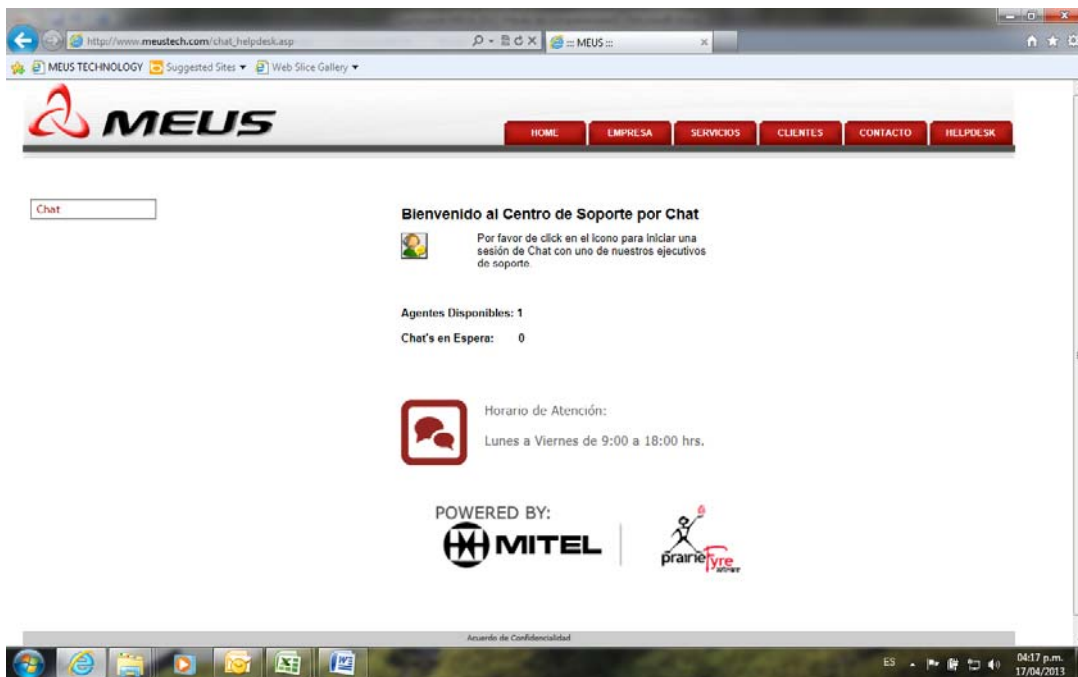 http://www.meustech.com/chat_helpdesk.asp
::: MEUS :::
MEUS TECHNOLOGY
Suggested Sites
Web Slice Gallery
MEUS
HOME
EMPRESA
SERVICIOS
CLIENTES
CONTACTO
HELPDESK
Chat
Bienvenido al Centro de Soporte por Chat
Por favor de click en el icono para iniciar una
sesión de Chat con uno de nuestros ejecutivos
de soporte.
Agentes Disponibles: 1
Chat's en Espera: 0
Horario de Atención:
Lunes a Viernes de 9:00 a 18:00 hrs.
POWERED BY:
MITEL
prairieFyre
Acuerdo de Confidencialidad
ES
04:17 p.m.
17/04/2013